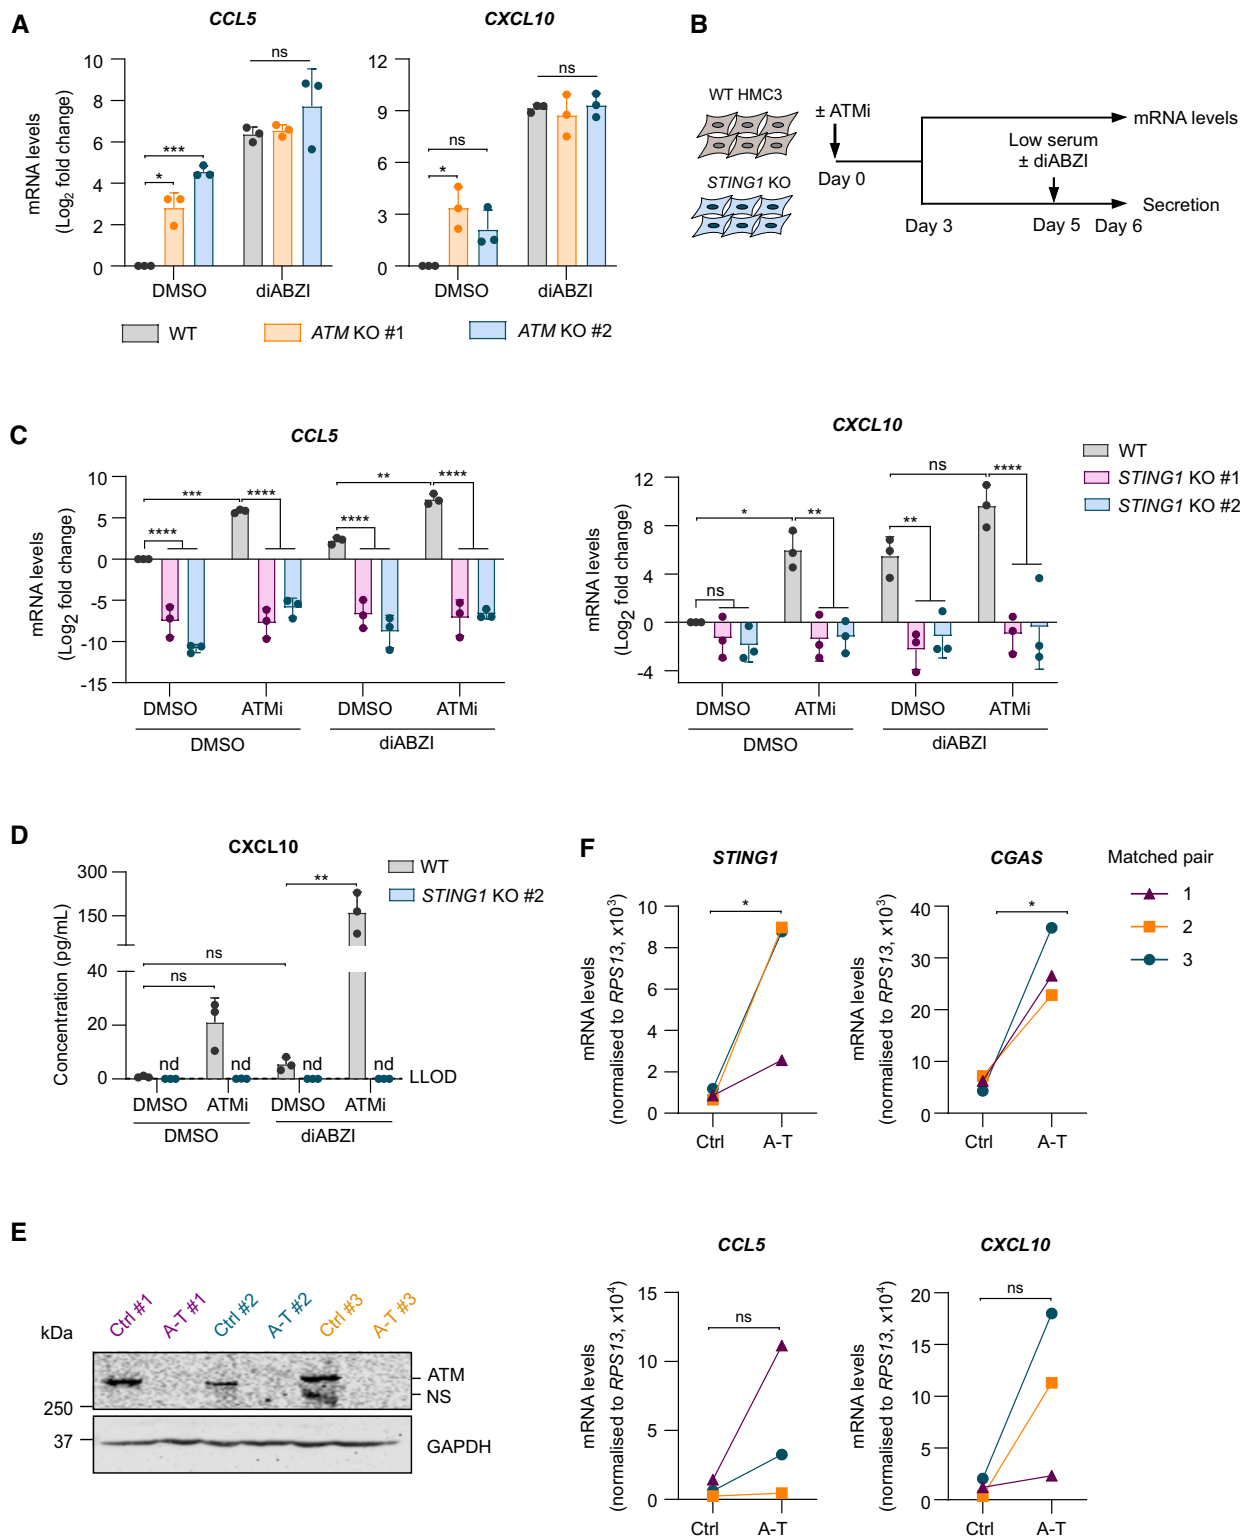 A
CCL5
CXCL10
mRNA levels
(Log2 fold change)
10
8
6
4
2
0
***
*
ns
DMSO
diABZI
12
9
6
3
0
ns
*
ns
DMSO
diABZI
WT
ATM KO #1
ATM KO #2
B
WT HMC3
STING1 KO
± ATMi
Day 0
Day 3
Low serum
± diABZI
Day 5
Day 6
mRNA levels
Secretion
C
CCL5
mRNA levels
(Log2 fold change)
10
5
0
-5
-10
-15
***
****
****
**
****
****
DMSO
ATMi
DMSO
ATMi
DMSO
diABZI
CXCL10
mRNA levels
(Log2 fold change)
12
8
4
0
-4
ns
*
**
ns
**
****
DMSO
ATMi
DMSO
ATMi
DMSO
diABZI
WT
STING1 KO #1
STING1 KO #2
D
CXCL10
Concentration (pg/mL)
300
150
40
20
0
ns
ns
**
nd
nd
nd
nd
LLOD
DMSO
ATMi
DMSO
ATMi
DMSO
diABZI
WT
STING1 KO #2
E
Ctrl #1
A-T #1
Ctrl #2
A-T #2
Ctrl #3
A-T #3
kDa
250
37
ATM
NS
GAPDH
F
STING1
mRNA levels
(normalised to RPS13, x10³)
10
8
6
4
2
0
*
Ctrl
A-T
CGAS
mRNA levels
(normalised to RPS13, x10³)
40
30
20
10
0
*
Ctrl
A-T
Matched pair
1
2
3
CCL5
mRNA levels
(normalised to RPS13, x10⁴)
15
10
5
0
ns
Ctrl
A-T
CXCL10
mRNA levels
(normalised to RPS13, x10⁴)
20
15
10
5
0
ns
Ctrl
A-T